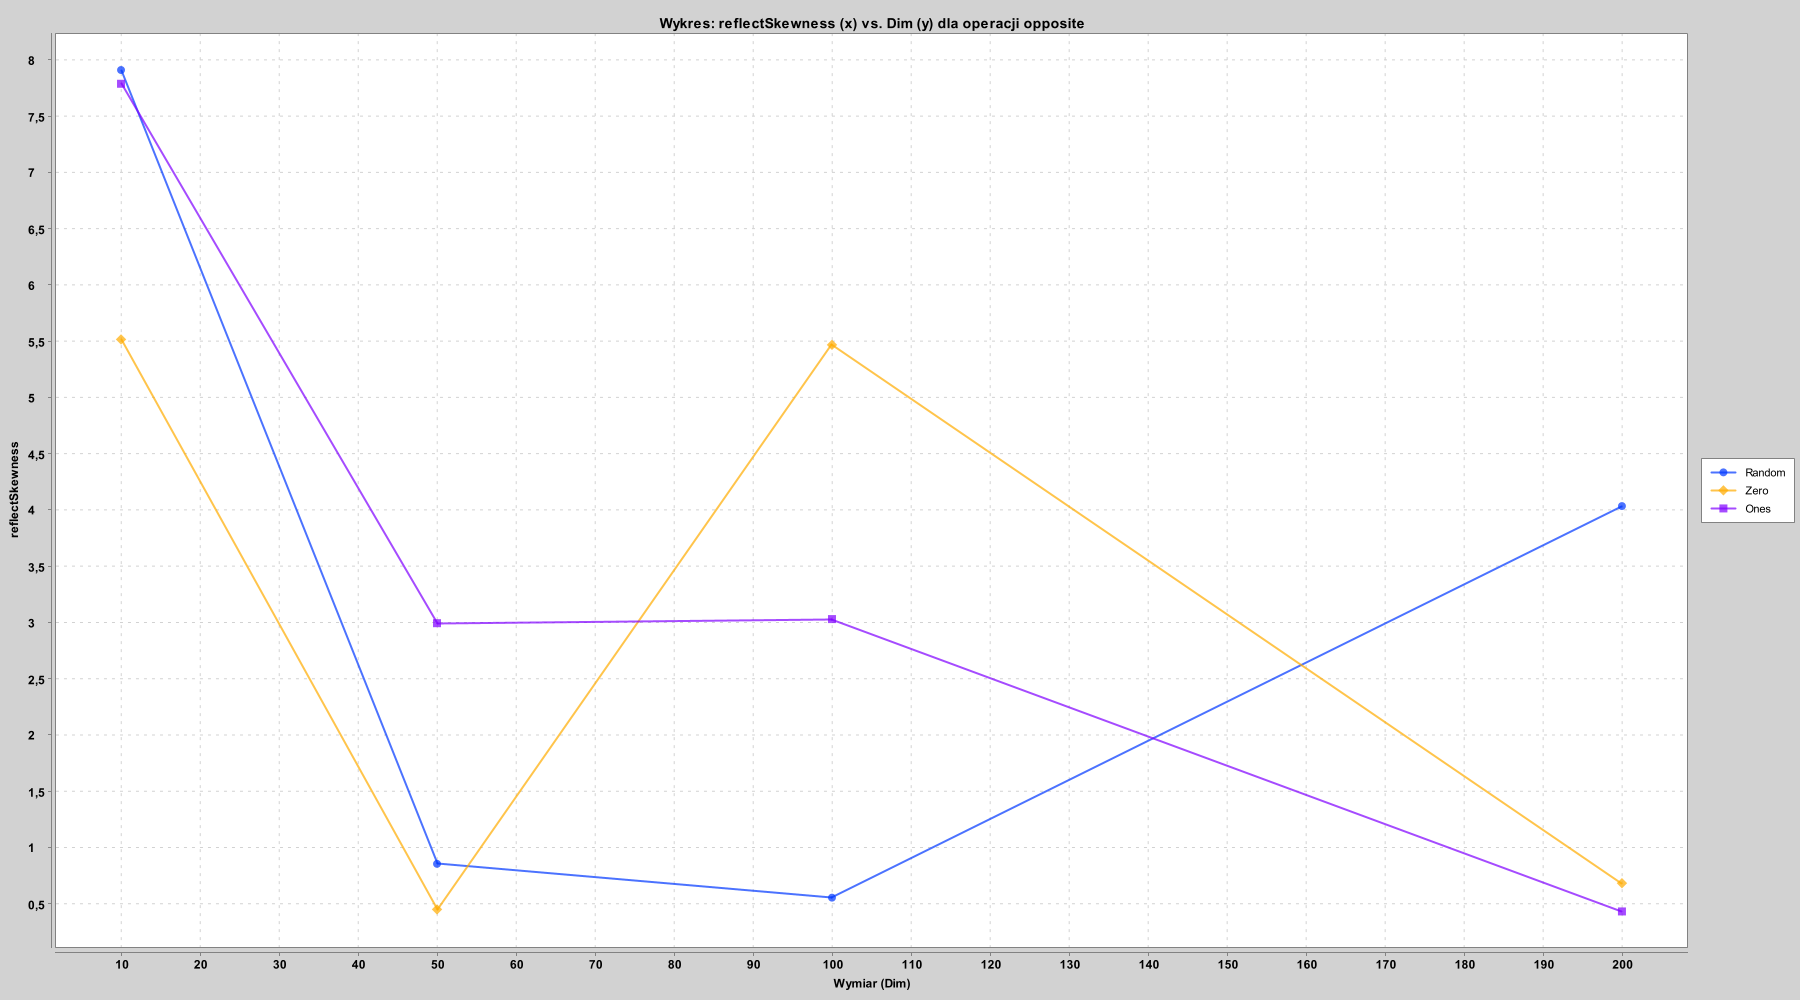 Wykres: reflectSkewness (x) vs. Dim (y) dla operacji opposite
8
7,5
7
6,5
6
5,5
5
4,5
4
3,5
3
2,5
2
1,5
1
0,5
reflectSkewness
10 20 30 40 50 60 70 80 90 100 110 120 130 140 150 160 170 180 190 200
Wymiar (Dim)
Random
Zero
Ones